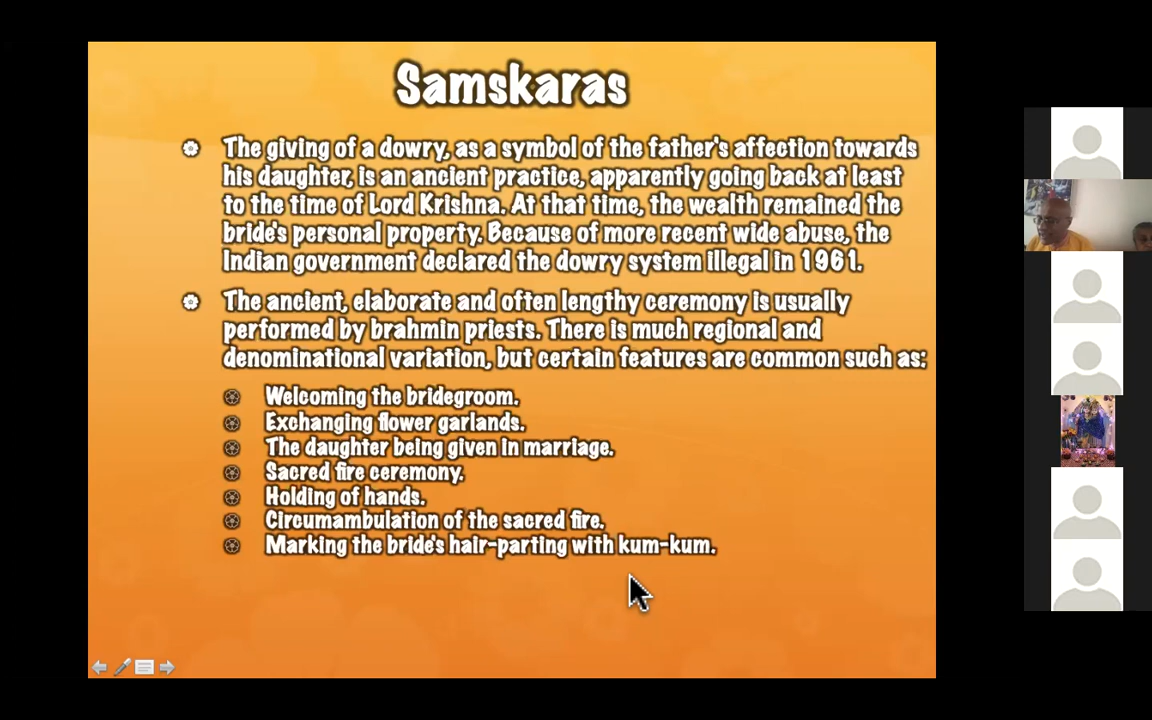 Samskaras
The giving of a dowry, as a symbol of the father's affection towards
his daughter, is an ancient practice, apparently going back at least
to the time of Lord Krishna. At that time, the wealth remained the
bride's personal property. Because of more recent wide abuse, the
Indian government declared the dowry system illegal in 1961.
The ancient, elaborate and often lengthy ceremony is usually
performed by brahmin priests. There is much regional and
denominational variation, but certain features are common such as:
Welcoming the bridegroom.
Exchanging flower garlands.
The daughter being given in marriage.
Sacred fire ceremony.
Holding of hands.
Circumambulation of the sacred fire.
Marking the bride's hair-parting with kum-kum.